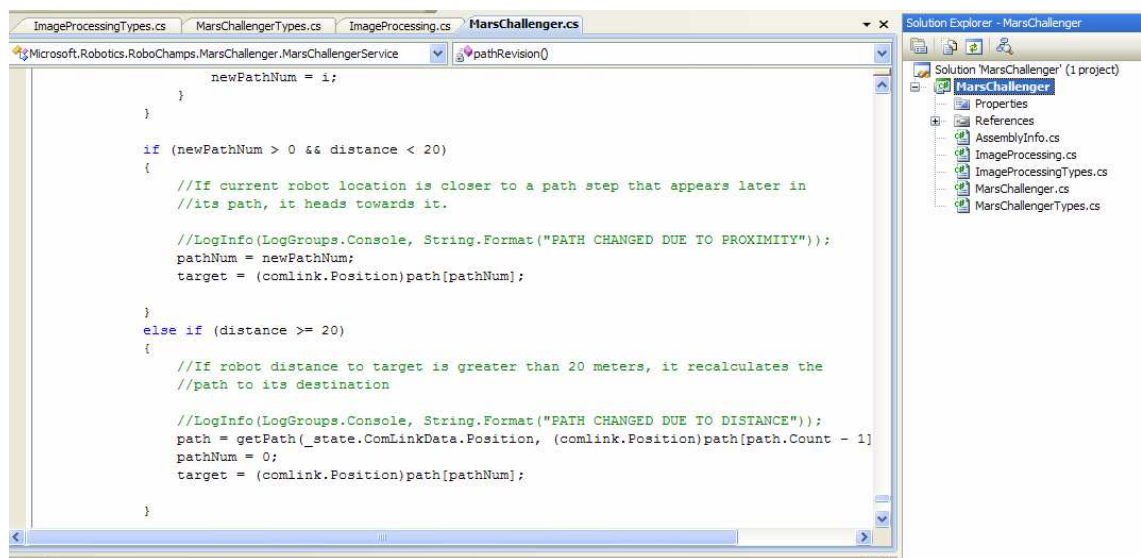 ImageProcessingTypes.cs MarsChallengerTypes.cs ImageProcessing.cs MarsChallenger.cs
Microsoft.Robotics.RoboChamps.MarsChallenger.MarsChallengerService pathRevision()
newPathNum = i;
}
}
if (newPathNum > 0 && distance < 20)
{
//If current robot location is closer to a path step that appears later in
//its path, it heads towards it.
//LogInfo(LogGroups.Console, String.Format("PATH CHANGED DUE TO PROXIMITY"));
pathNum = newPathNum;
target = (comlink.Position)path[pathNum];
}
else if (distance >= 20)
{
//If robot distance to target is greater than 20 meters, it recalculates the
//path to its destination
//LogInfo(LogGroups.Console, String.Format("PATH CHANGED DUE TO DISTANCE"));
path = getPath(_state.ComLinkData.Position, (comlink.Position)path[path.Count - 1]
pathNum = 0;
target = (comlink.Position)path[pathNum];
}
Solution Explorer - MarsChallenger
Solution 'MarsChallenger' (1 project)
MarsChallenger
Properties
References
AssemblyInfo.cs
ImageProcessing.cs
ImageProcessingTypes.cs
MarsChallenger.cs
MarsChallengerTypes.cs